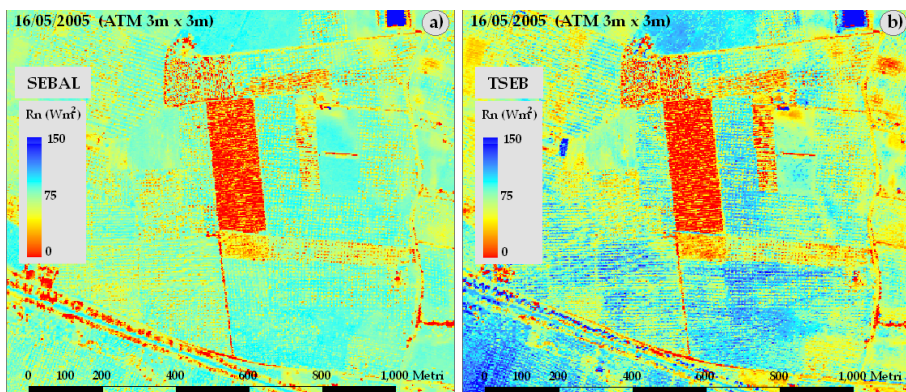 16/05/2005 (ATM 3m x 3m) a)
SEBAL
Rn (Wm²)
150
75
0
0 200 400 600 800 1,000 Metri
16/05/2005 (ATM 3m x 3m) b)
TSEB
Rn (Wm²)
150
75
0
0 100 200 400 600 800 1,000 Metri